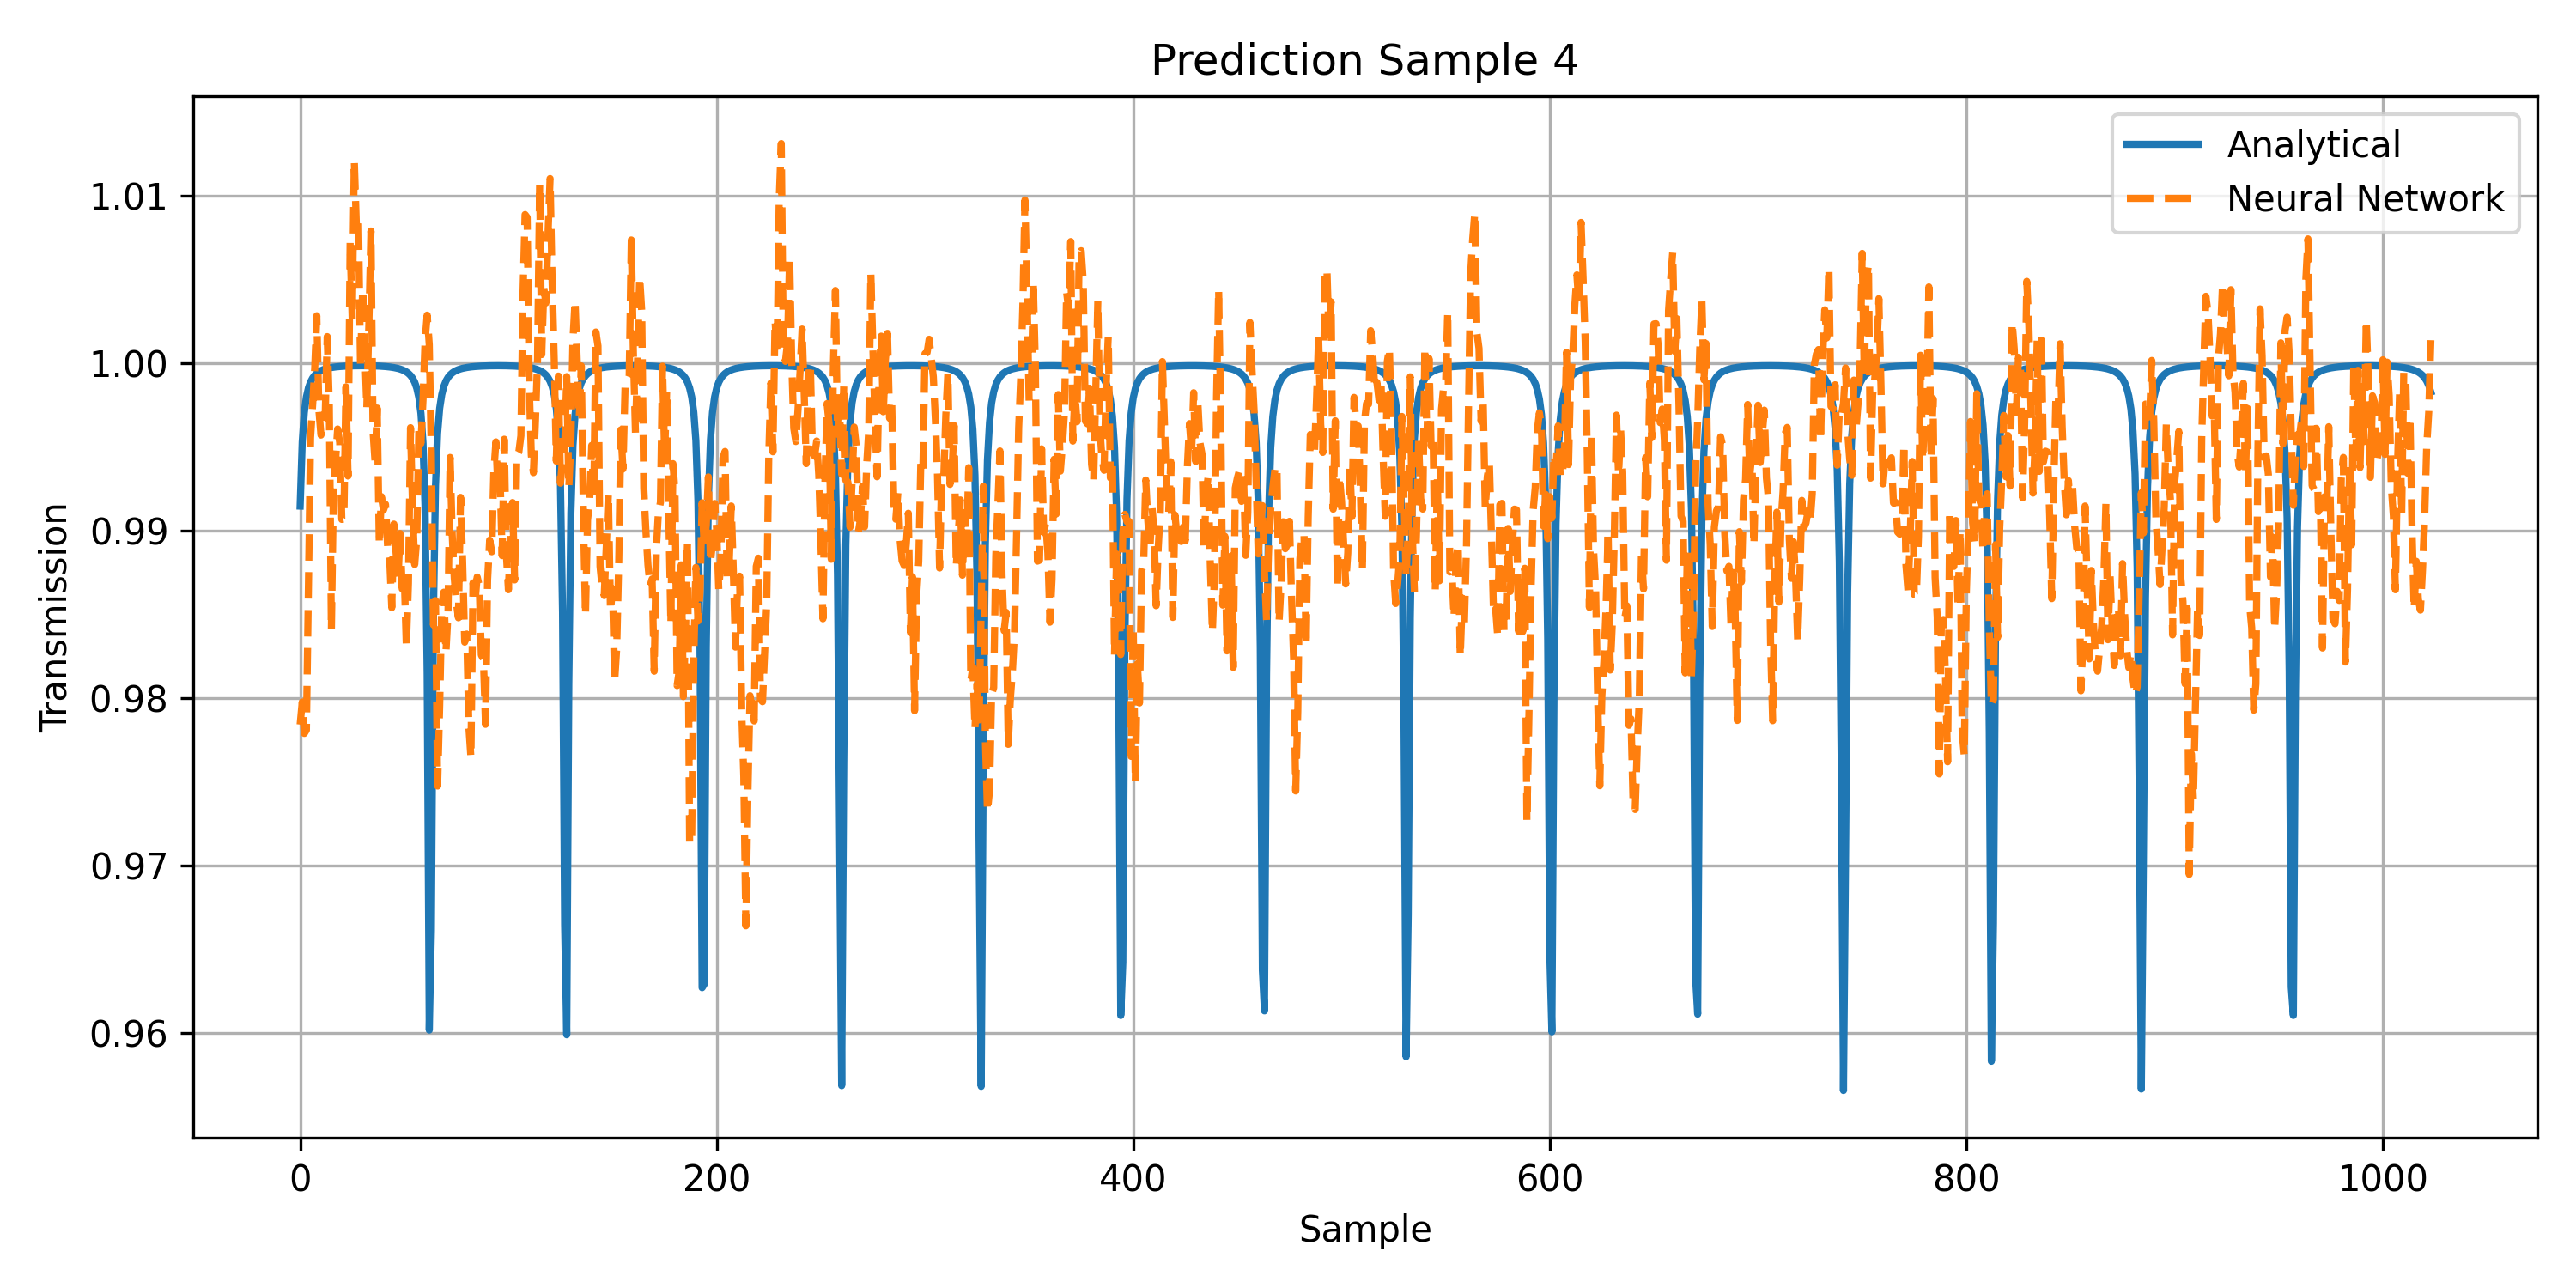 Prediction Sample 4
Analytical
Neural Network
1.01
1.00
0.99
0.98
0.97
0.96
Transmission
0
200
400
600
800
1000
Sample